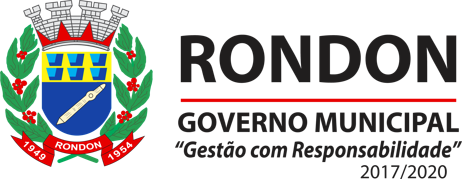 RONDON
GOVERNO MUNICIPAL
“Gestão com Responsabilidade”
2017/2020
1949 RONDON 1954